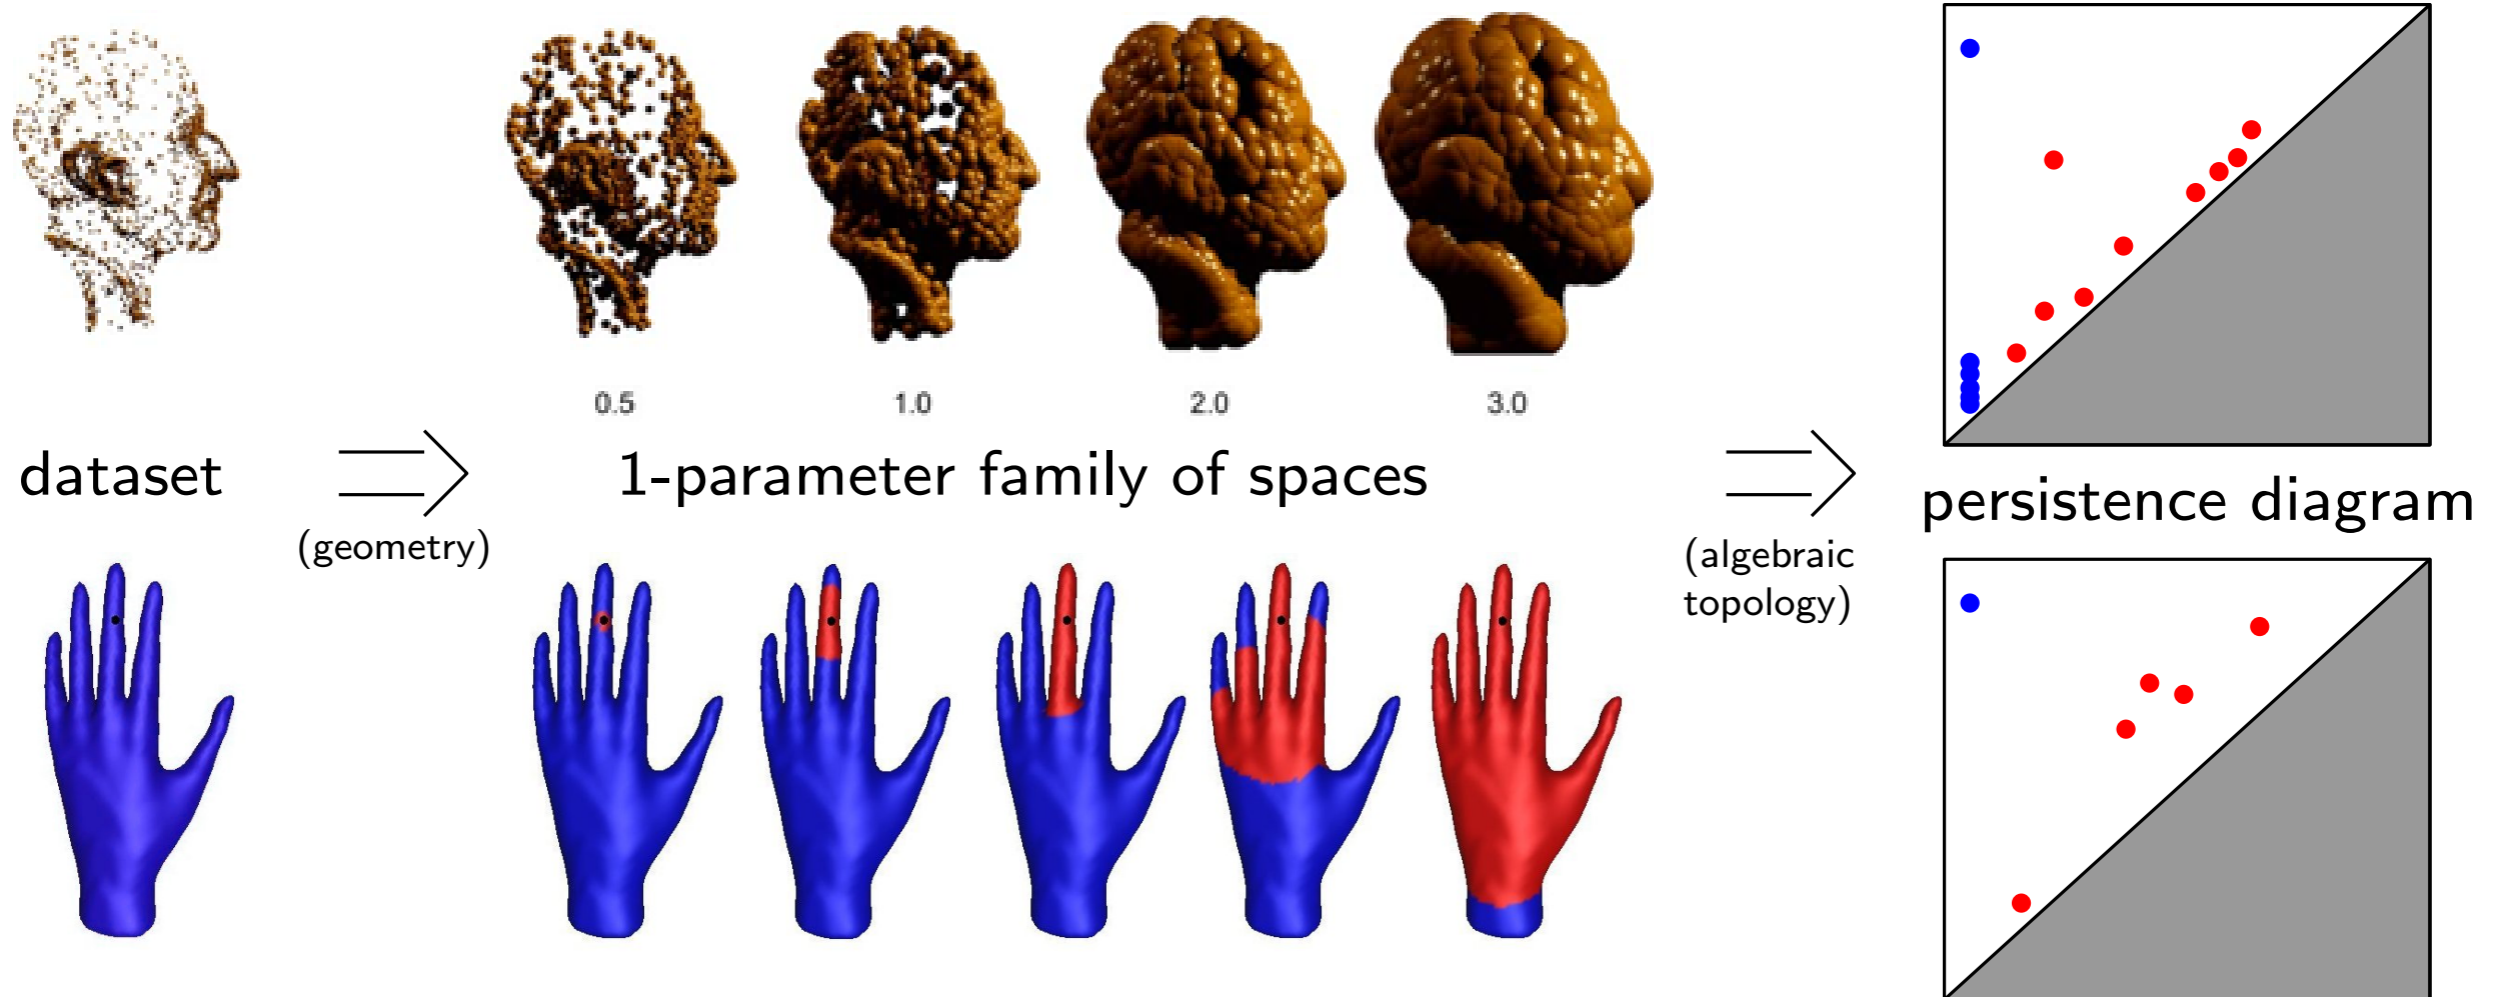 0.5 1.0 2.0 3.0
dataset
1-parameter family of spaces
persistence diagram
(geometry)
(algebraic
topology)